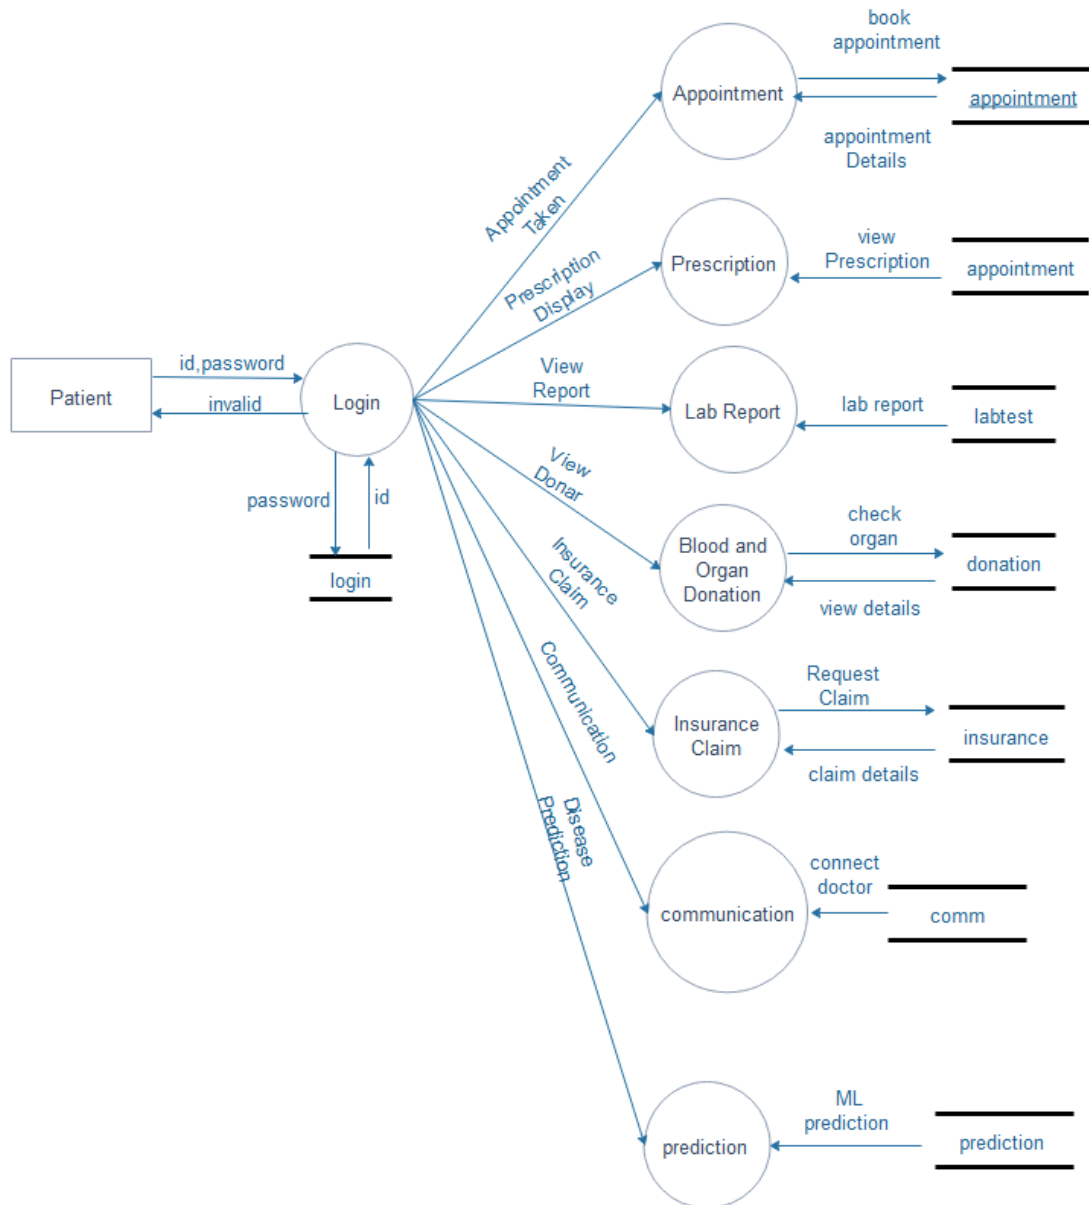 book
appointment
Appointment
appointment
appointment
Details
Appointment
Taken
view
Prescription
Prescription
appointment
Prescription
Display
id,password
Patient
invalid
Login
View
Report
Lab Report
lab report
labtest
password
id
login
View
Donar
Blood and
Organ
Donation
check
organ
donation
view details
Insurance
Claim
Insurance
Claim
Request
Claim
insurance
claim details
Communication
communication
connect
doctor
comm
Disease
Prediction
prediction
ML
prediction
prediction